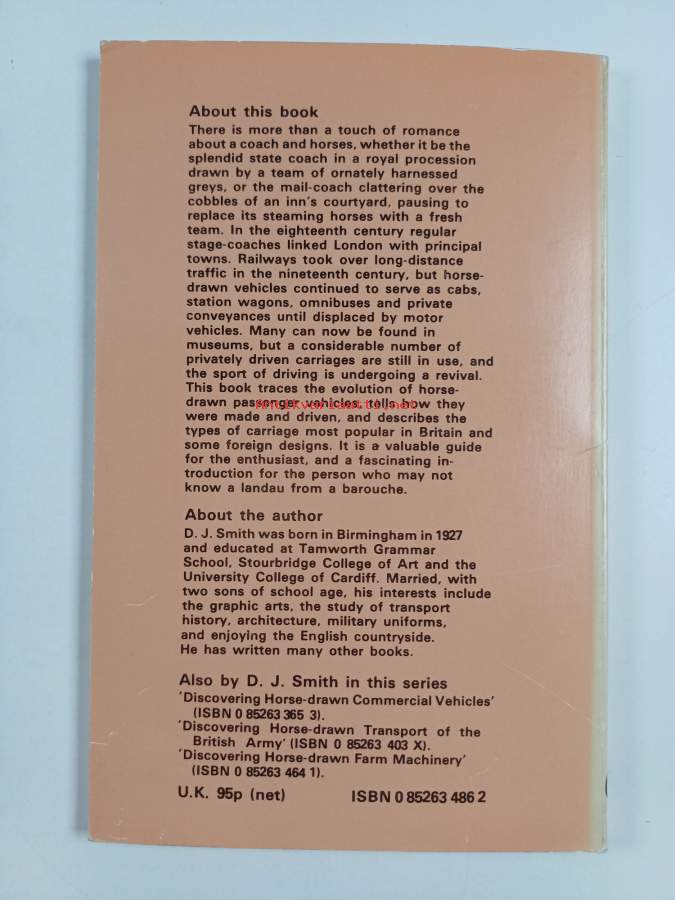 About this book
There is more than a touch of romance
about a coach and horses, whether it be the
splendid state coach in a royal procession
drawn by a team of ornately harnessed
greys, or the mail-coach clattering over the
cobbles of an inn's courtyard, pausing to
replace its steaming horses with a fresh
team. In the eighteenth century regular
stage-coaches linked London with principal
towns. Railways took over long-distance
traffic in the nineteenth century, but horse-
drawn vehicles continued to serve as cabs,
station wagons, omnibuses and private
conveyances until displaced by motor
vehicles. Many can now be found in
museums, but a considerable number of
privately driven carriages are still in use, and
the sport of driving is undergoing a revival.
This book traces the evolution of horse-
drawn passenger vehicles, tells how they
Antikvariaatti.net
were made and driven, and describes the
types of carriage most popular in Britain and
some foreign designs. It is a valuable guide
for the enthusiast, and a fascinating in-
troduction for the person who may not
know a landau from a barouche.
About the author
D. J. Smith was born in Birmingham in 1927
and educated at Tamworth Grammar
School, Stourbridge College of Art and the
University College of Cardiff. Married, with
two sons of school age, his interests include
the graphic arts, the study of transport
history, architecture, military uniforms,
and enjoying the English countryside.
He has written many other books.
Also by D. J. Smith in this series
'Discovering Horse-drawn Commercial Vehicles'
(ISBN 0 85263 365 3).
'Discovering Horse-drawn Transport of the
British Army' (ISBN 0 85263 403 X).
'Discovering Horse-drawn Farm Machinery'
(ISBN 0 85263 464 1).
U.K. 95p (net) ISBN 0 85263 486 2